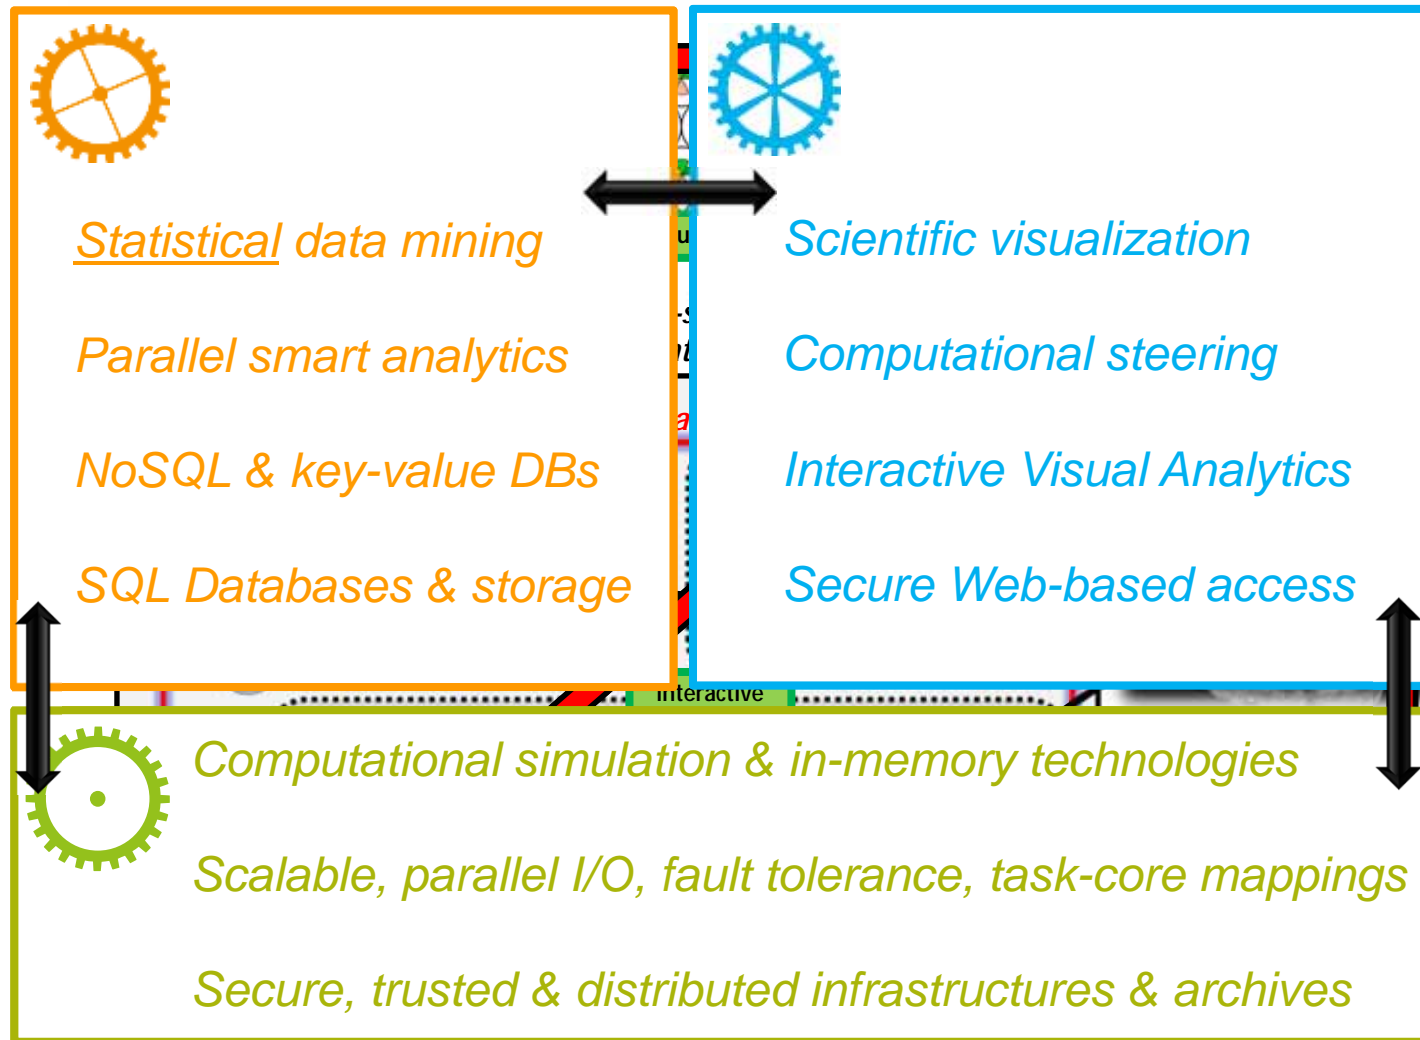 Statistical data mining
Parallel smart analytics
NoSQL & key-value DBs
SQL Databases & storage
Scientific visualization
Computational steering
Interactive Visual Analytics
Secure Web-based access
Interactive
Computational simulation & in-memory technologies
Scalable, parallel I/O, fault tolerance, task-core mappings
Secure, trusted & distributed infrastructures & archives